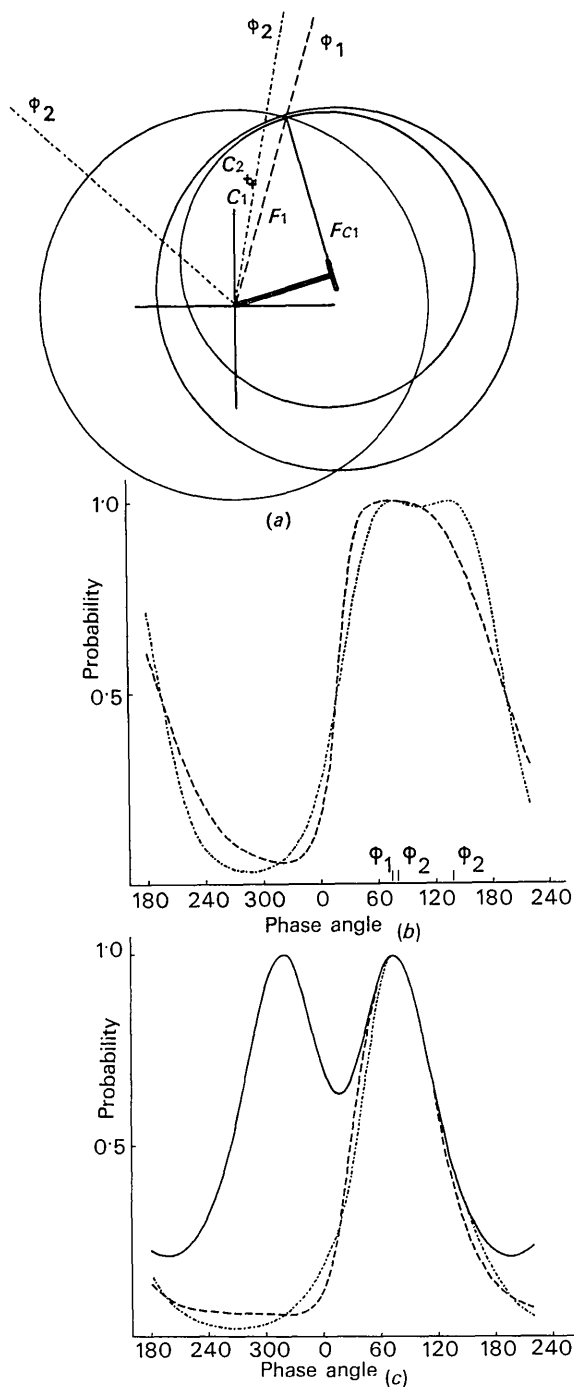 Φ2
Φ1
Φ2
C2
C1
F1
FC1
1·0
(a)
Probability
0·5
Φ1 Φ2 Φ2
180 240 300 0 60 120 180 240
Phase angle (b)
1·0
Probability
0·5
180 240 300 0 60 120 180 240
Phase angle (c)